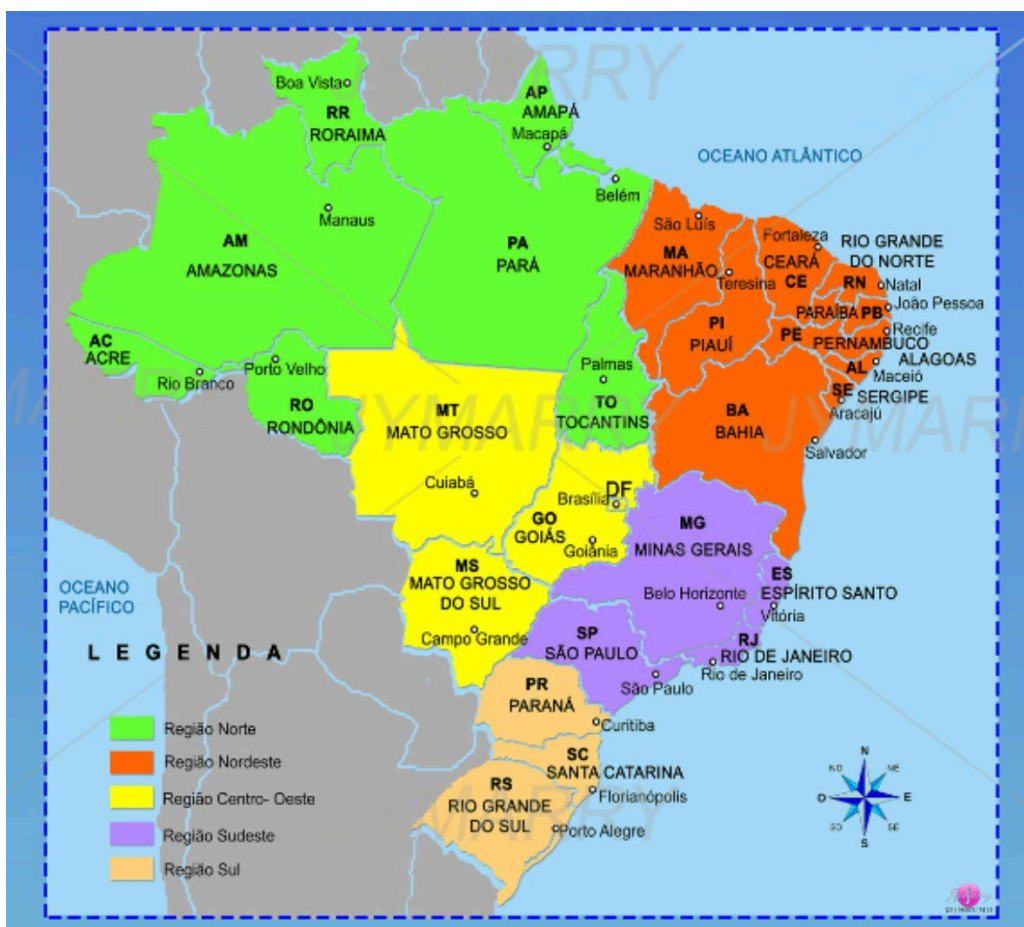 JYMARRY
Boa Vista
RR
RORAIMA
AP
AMAPÁ
Macapá
OCEANO ATLÂNTICO
Belém
Manaus
AM
AMAZONAS
PA
PARÁ
São Luís
MA
MARANHÃO
Teresina
Fortaleza
CEARÁ
CE
RIO GRANDE
DO NORTE
RN
Natal
João Pessoa
PARAÍBA PB
Recife
PE
PERNAMBUCO
PI
PIAUÍ
ALAGOAS
AL
Maceió
SE
SERGIPE
Aracajú
AC
ACRE
Rio Branco
Porto Velho
RO
RONDÔNIA
Palmas
TO
TOCANTINS
MT
MATO GROSSO
Cuiabá
BA
BAHIA
Salvador
JYMARRY
JYMARRY
DF
Brasília
GO
GOIÁS
Goiânia
MG
MINAS GERAIS
Belo Horizonte
ES
ESPÍRITO SANTO
Vitória
MS
MATO GROSSO
DO SUL
Campo Grande
OCEANO
PACÍFICO
SP
SÃO PAULO
São Paulo
RJ
RIO DE JANEIRO
Rio de Janeiro
PR
PARANÁ
Curitiba
SC
SANTA CATARINA
Florianópolis
RS
RIO GRANDE
DO SUL
Porto Alegre
LEGENDA
Região Norte
Região Nordeste
Região Centro- Oeste
Região Sudeste
Região Sul
N
NO
NE
O
E
SO
SE
S